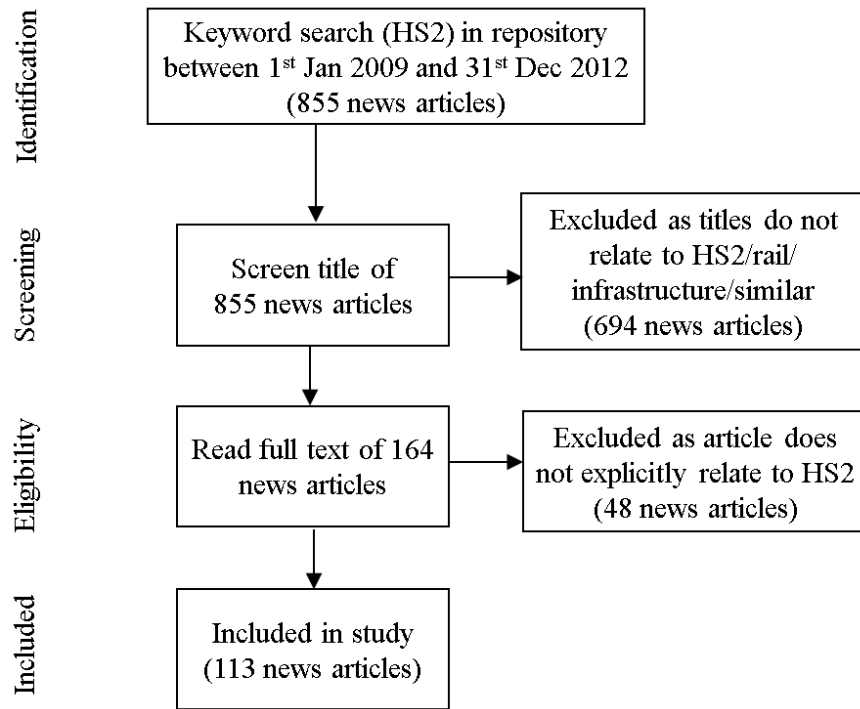 Identification
Keyword search (HS2) in repository
between 1st Jan 2009 and 31st Dec 2012
(855 news articles)
Screening
Screen title of
855 news articles
Excluded as titles do not
relate to HS2/rail/
infrastructure/similar
(694 news articles)
Eligibility
Read full text of 164
news articles
Excluded as article does
not explicitly relate to HS2
(48 news articles)
Included
Included in study
(113 news articles)